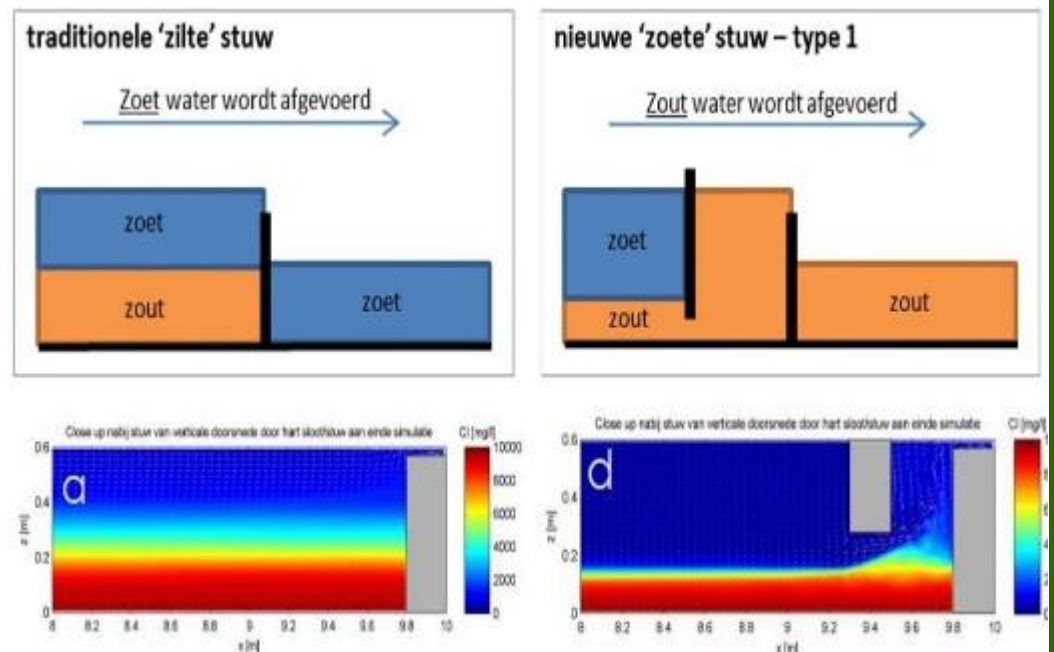 traditionele ‘zilte’ stuw
Zoet water wordt afgevoerd
zoet
zout
zoet
nieuwe ‘zoete’ stuw – type 1
Zout water wordt afgevoerd
zoet
zout
zout
Close up nabij stuw van verticale doorsnede door hart sloot/stuw aan einde simulatie
Cl [mg/l]
a
0.6
0.4
0.2
0
z [m]
8 8.2 8.4 8.6 8.8 9 9.2 9.4 9.6 9.8 10
x [m]
10000
8000
6000
4000
2000
0
Close up nabij stuw van verticale doorsnede door hart sloot/stuw aan einde simulatie
Cl [mg/l]
d
0.6
0.4
0.2
0
z [m]
8 8.2 8.4 8.6 8.8 9 9.2 9.4 9.6 9.8 10
x [m]